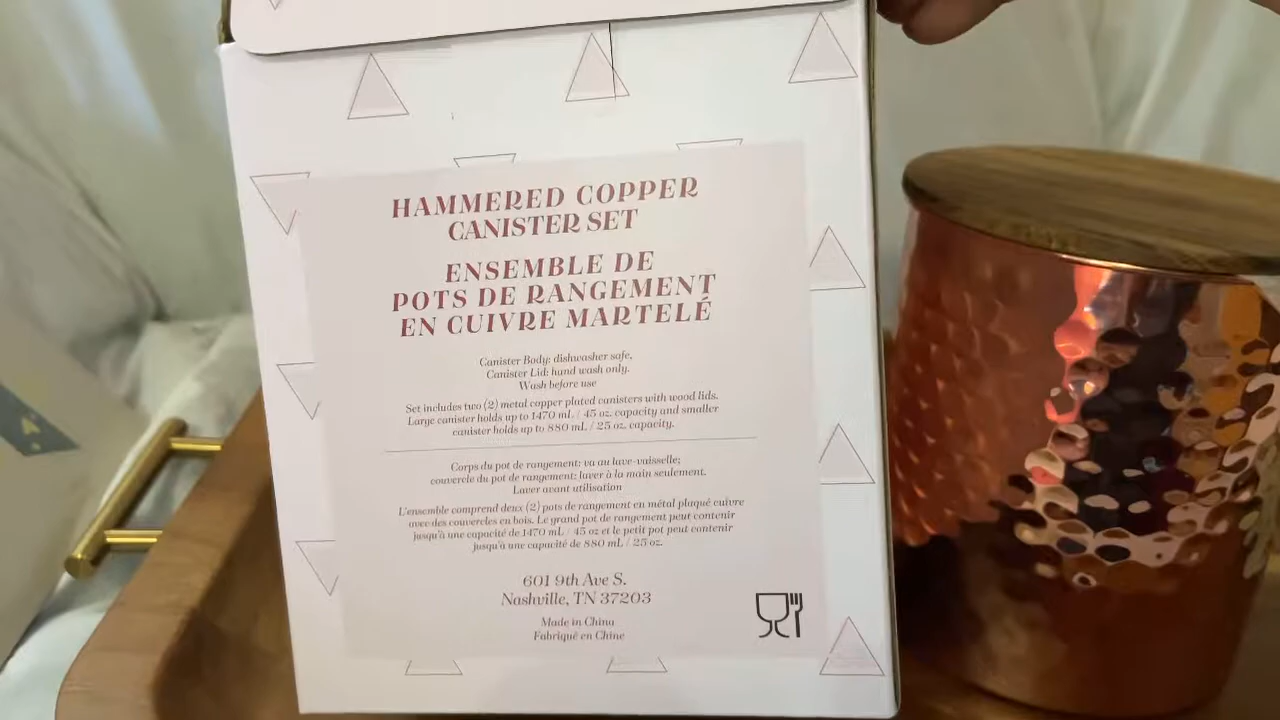 HAMMERED COPPER
CANISTER SET
ENSEMBLE DE
POTS DE RANGEMENT
EN CUIVRE MARTELÉ
Canister Body: dishwasher safe,
Canister Lid: hand wash only.
Wash before use
Set includes two (2) metal copper plated canisters with wood lids.
Large canister holds up to 1470 mL / 45 oz. capacity and smaller
canister holds up to 880 mL / 25 oz. capacity.
Corps du pot de rangement: va au lave-vaisselle;
couvercle du pot de rangement: laver à la main seulement.
Laver avant utilisation
L'ensemble comprend deux (2) pots de rangement en métal plaqué cuivre
avec des couvercles en bois. Le grand pot de rangement peut contenir
jusqu'à une capacité de 1470 mL / 45 oz et le petit pot peut contenir
jusqu'à une capacité de 880 mL / 25 oz.
601 9th Ave S.
Nashville, TN 37203
Made in China
Fabriqué en Chine